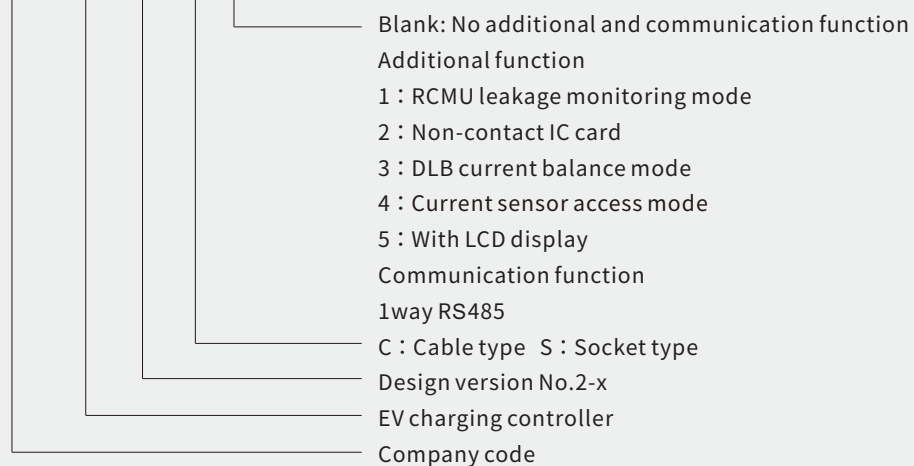 Blank: No additional and communication function
Additional function
1：RCMU leakage monitoring mode
2：Non-contact IC card
3：DLB current balance mode
4：Current sensor access mode
5：With LCD display
Communication function
1way RS485
C：Cable type S：Socket type
Design version No.2-x
EV charging controller
Company code